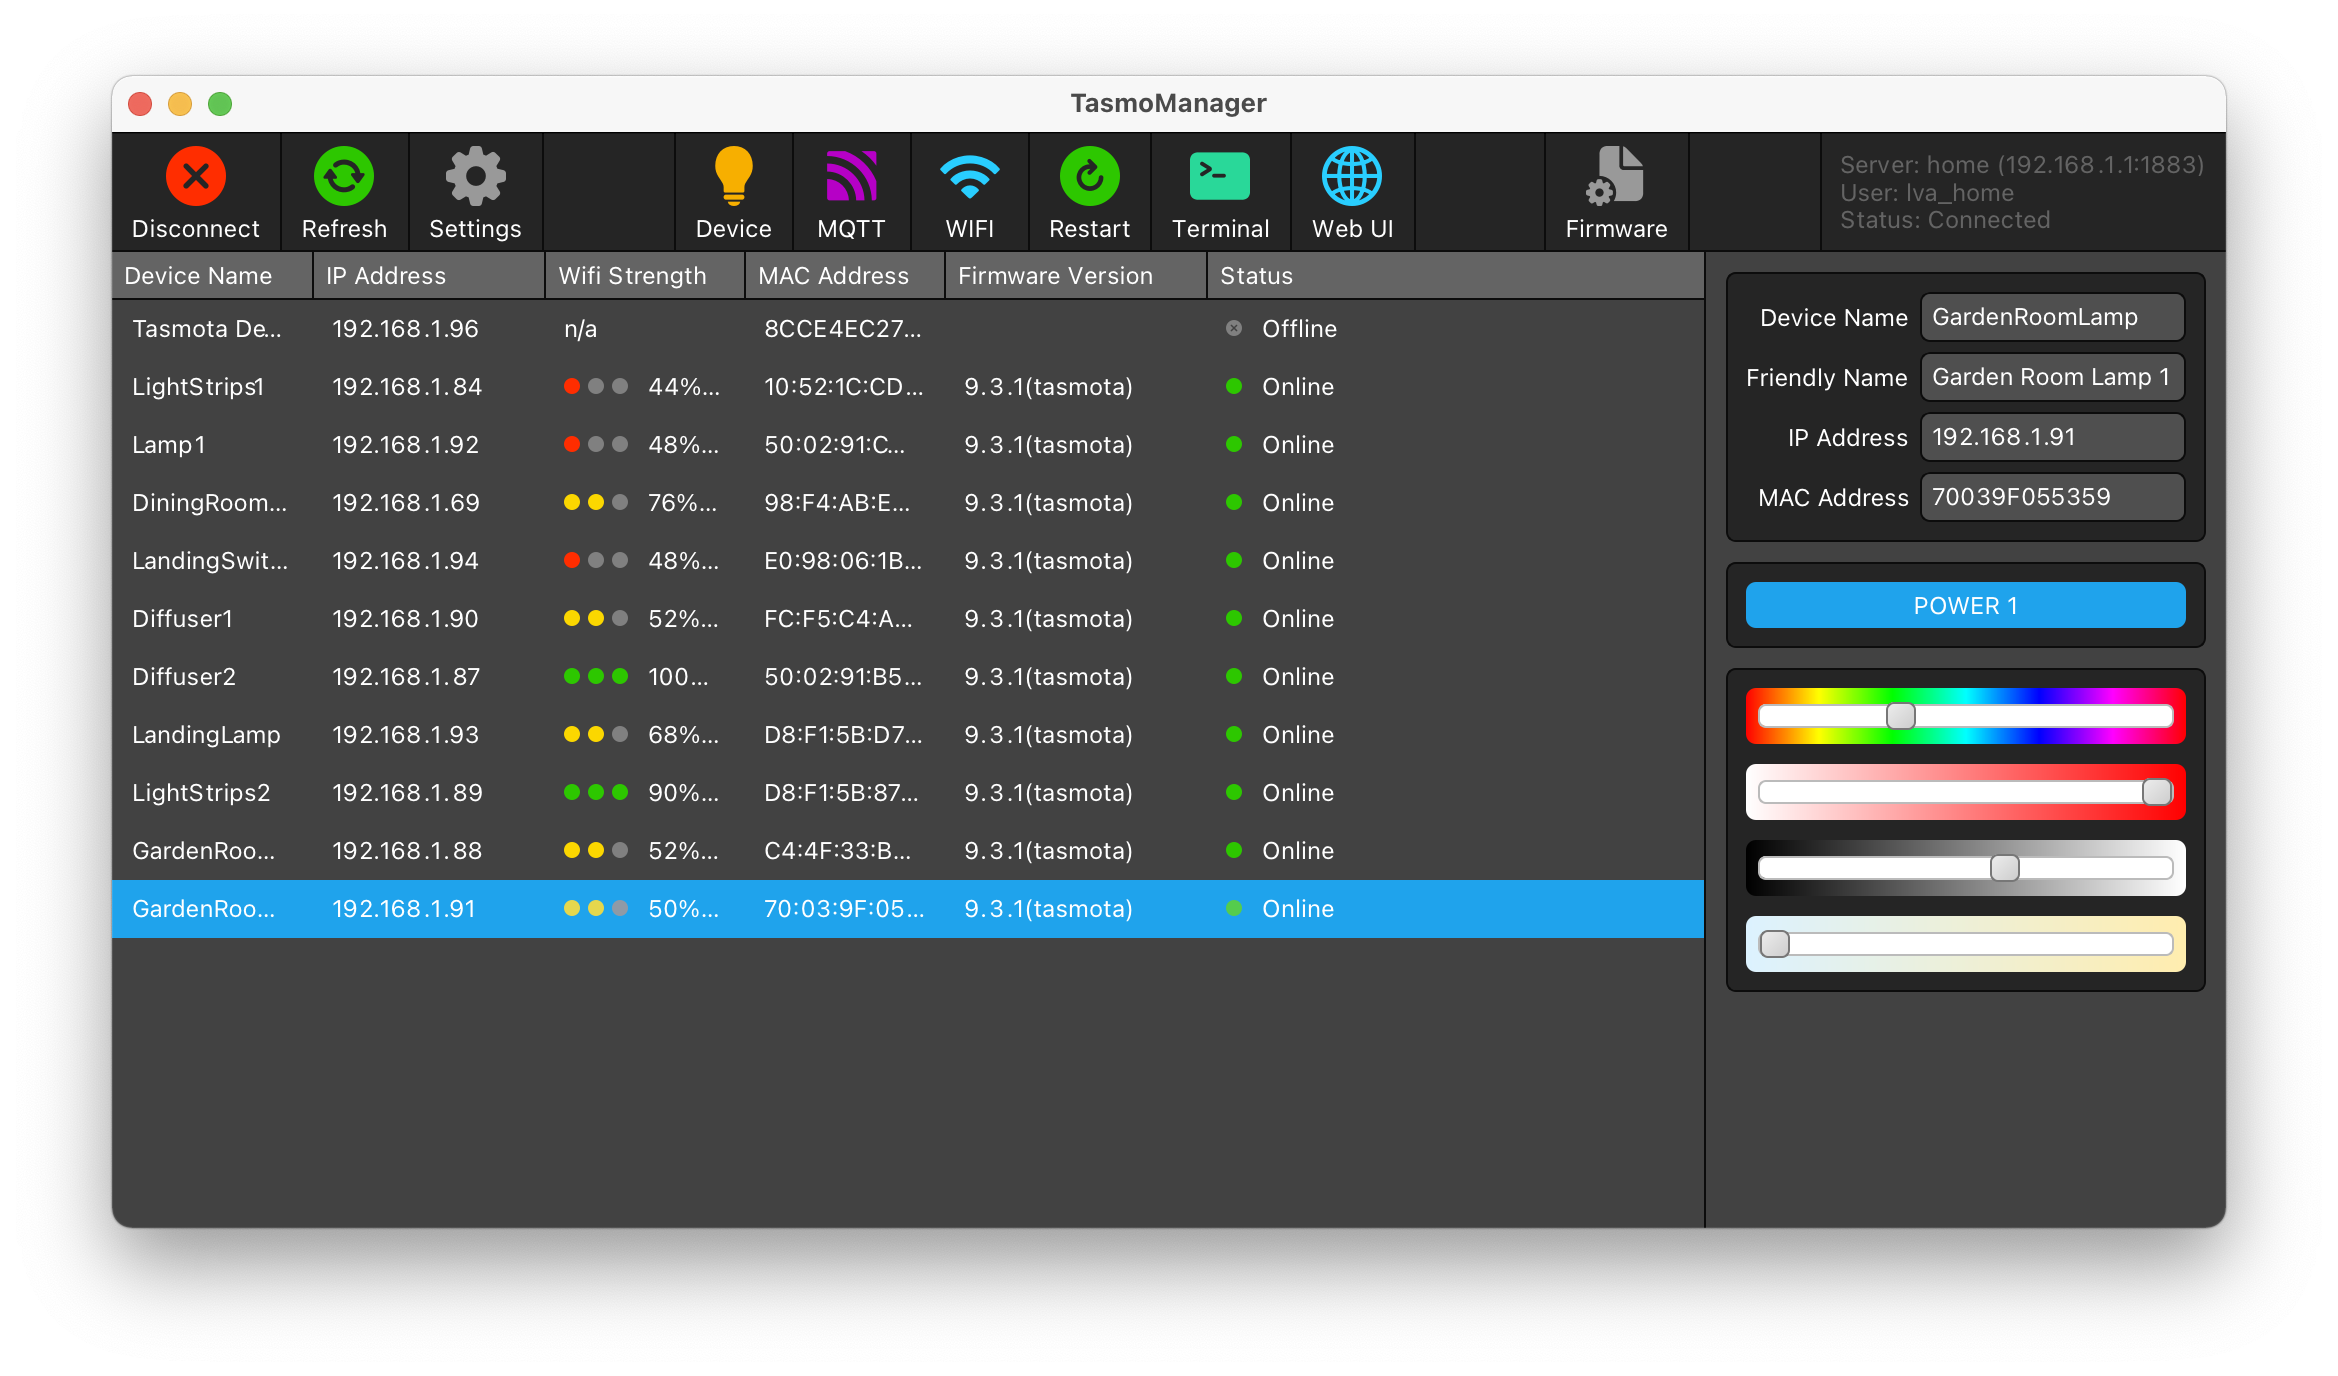 TasmoManager
Disconnect Refresh Settings Device MQTT WIFI Restart Terminal Web UI Firmware
Server: home (192.168.1.1:1883)
User: lva_home
Status: Connected
Device Name IP Address Wifi Strength MAC Address Firmware Version Status
Tasmota De... 192.168.1.96 n/a 8CCE4EC27... Offline
LightStrips1 192.168.1.84 44%... 10:52:1C:CD... 9.3.1(tasmota) Online
Lamp1 192.168.1.92 48%... 50:02:91:C... 9.3.1(tasmota) Online
DiningRoom... 192.168.1.69 76%... 98:F4:AB:E... 9.3.1(tasmota) Online
LandingSwit... 192.168.1.94 48%... E0:98:06:1B... 9.3.1(tasmota) Online
Diffuser1 192.168.1.90 52%... FC:F5:C4:A... 9.3.1(tasmota) Online
Diffuser2 192.168.1.87 100... 50:02:91:B5... 9.3.1(tasmota) Online
LandingLamp 192.168.1.93 68%... D8:F1:5B:D7... 9.3.1(tasmota) Online
LightStrips2 192.168.1.89 90%... D8:F1:5B:87... 9.3.1(tasmota) Online
GardenRoo... 192.168.1.88 52%... C4:4F:33:B... 9.3.1(tasmota) Online
GardenRoo... 192.168.1.91 50%... 70:03:9F:05... 9.3.1(tasmota) Online
Device Name GardenRoomLamp
Friendly Name Garden Room Lamp 1
IP Address 192.168.1.91
MAC Address 70039F055359
POWER 1